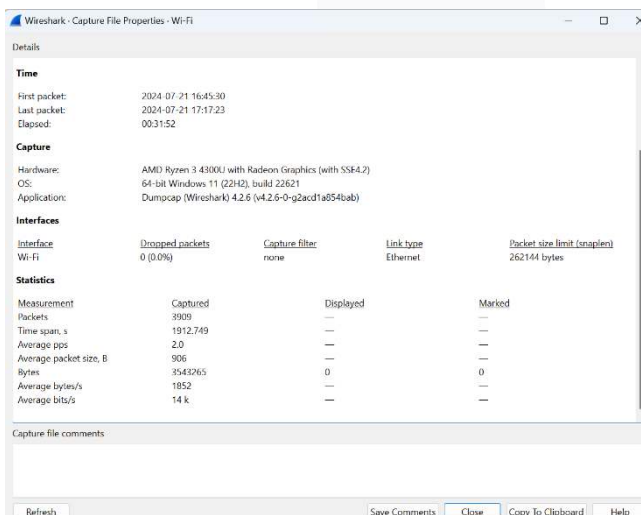 Wireshark · Capture File Properties · Wi-Fi
Details
Time
First packet: 2024-07-21 16:45:30
Last packet: 2024-07-21 17:17:23
Elapsed: 00:31:52
Capture
Hardware: AMD Ryzen 3 4300U with Radeon Graphics (with SSE4.2)
OS: 64-bit Windows 11 (22H2), build 22621
Application: Dumpcap (Wireshark) 4.2.6 (v4.2.6-0-g2acd1a854bab)
Interfaces
Interface Dropped packets Capture filter Link type Packet size limit (snaplen)
Wi-Fi 0 (0.0%) none Ethernet 262144 bytes
Statistics
Measurement Captured Displayed Marked
Packets 3909 — —
Time span, s 1912.749 — —
Average pps 2.0 — —
Average packet size, B 906 — —
Bytes 3543265 0 0
Average bytes/s 1852 — —
Average bits/s 14 k — —
Capture file comments
Refresh Save Comments Close Copy To Clipboard Help